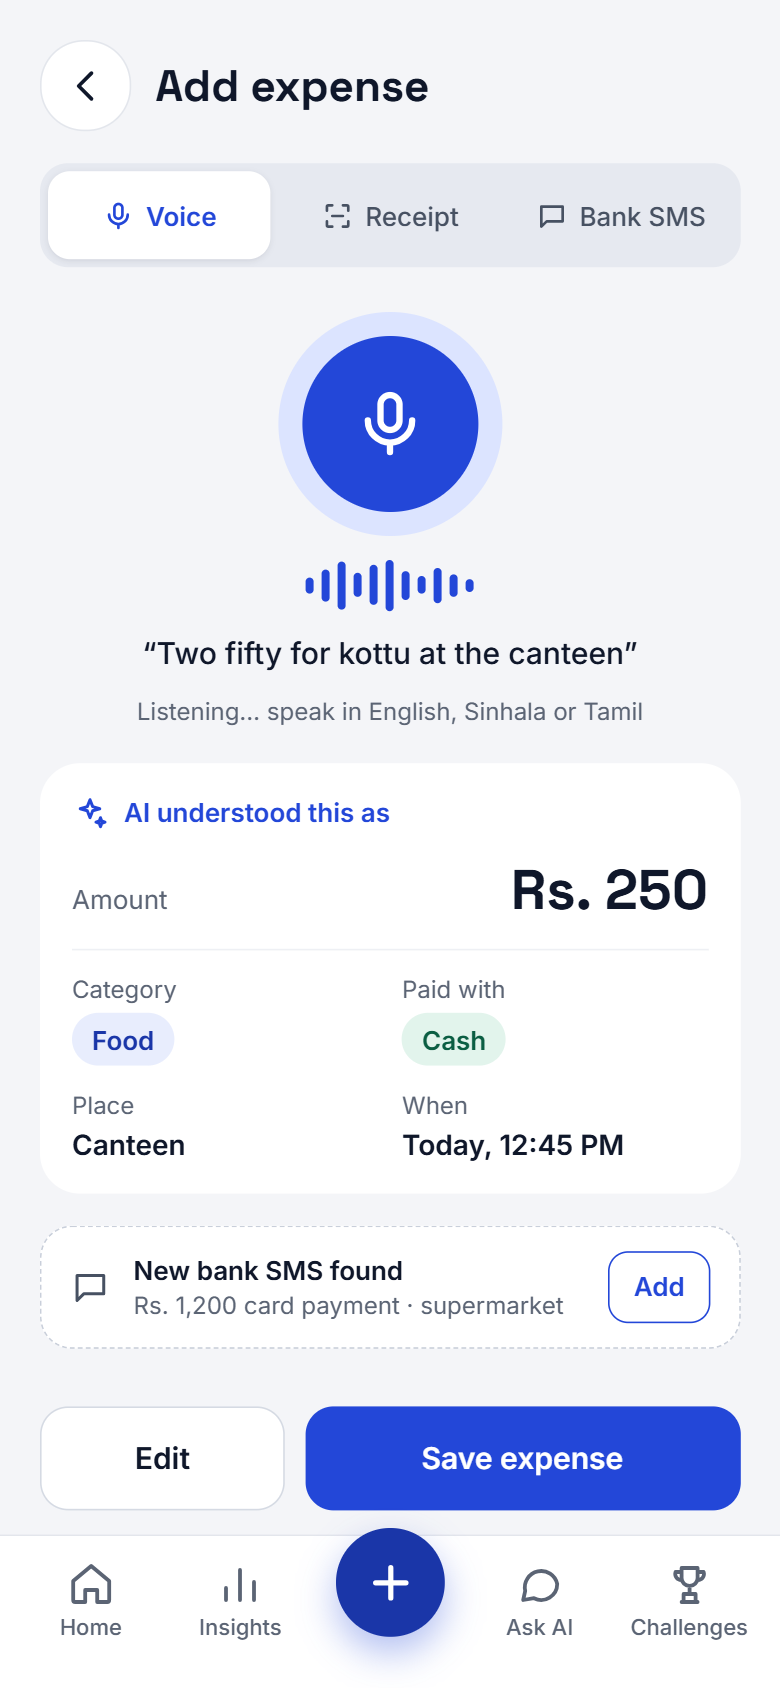 Add expense
Voice
Receipt
Bank SMS
“Two fifty for kottu at the canteen”
Listening... speak in English, Sinhala or Tamil
AI understood this as
Amount
Rs. 250
Category
Paid with
Food
Cash
Place
When
Canteen
Today, 12:45 PM
New bank SMS found
Rs. 1,200 card payment · supermarket
Add
Edit
Save expense
Home
Insights
Ask AI
Challenges